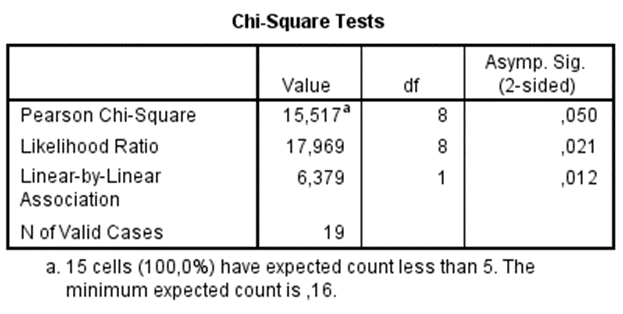 Chi-Square Tests
Value df Asymp. Sig. (2-sided)
Pearson Chi-Square 15,517a 8 ,050
Likelihood Ratio 17,969 8 ,021
Linear-by-Linear Association 6,379 1 ,012
N of Valid Cases 19
a. 15 cells (100,0%) have expected count less than 5. The
minimum expected count is ,16.